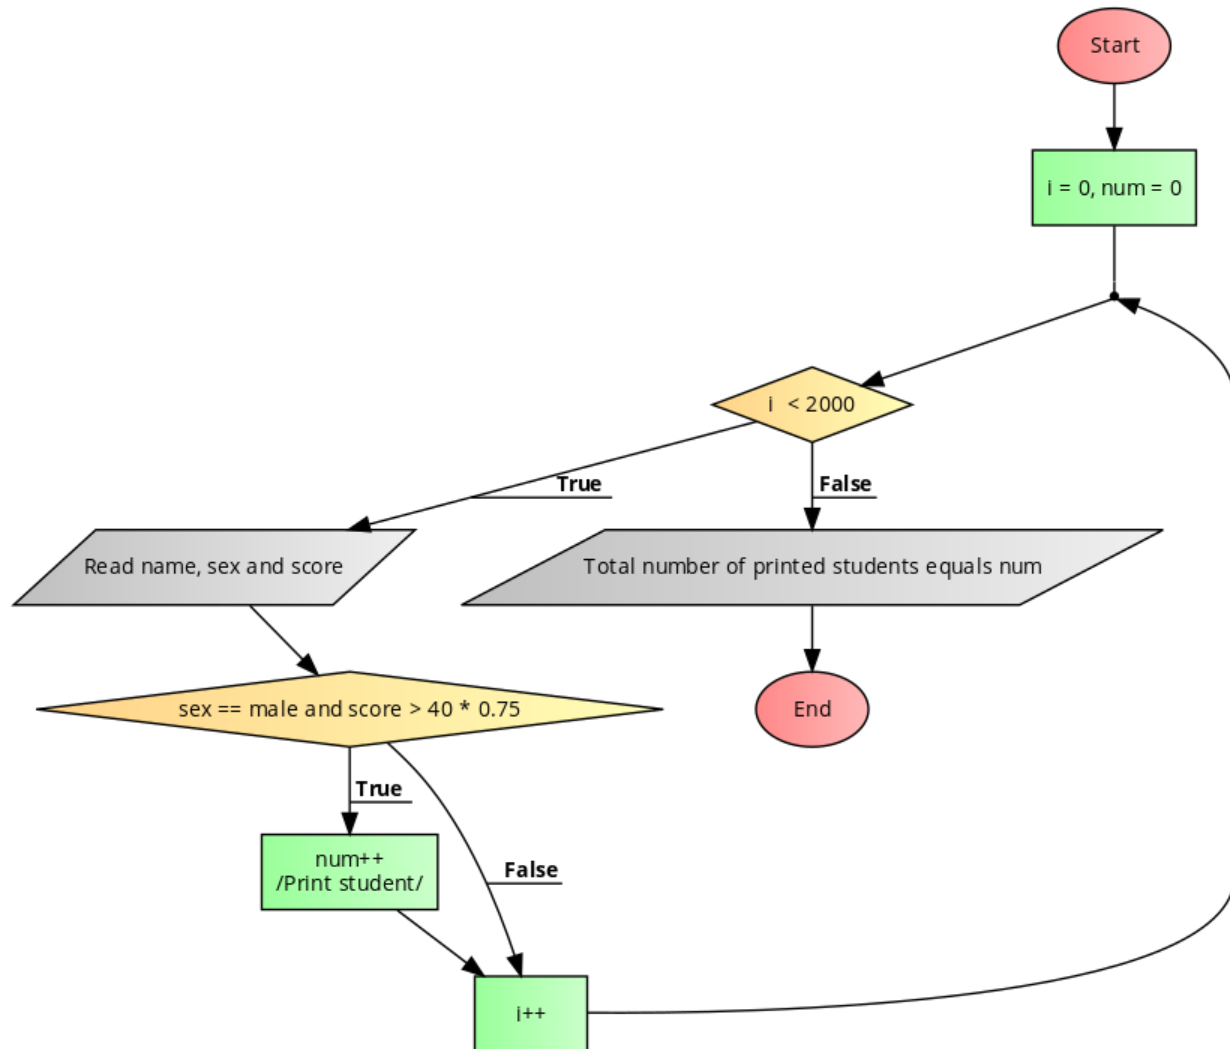 Start
i = 0, num = 0
i < 2000
True
False
Read name, sex and score
Total number of printed students equals num
sex == male and score > 40 * 0.75
End
True
num++
/Print student/
False
i++